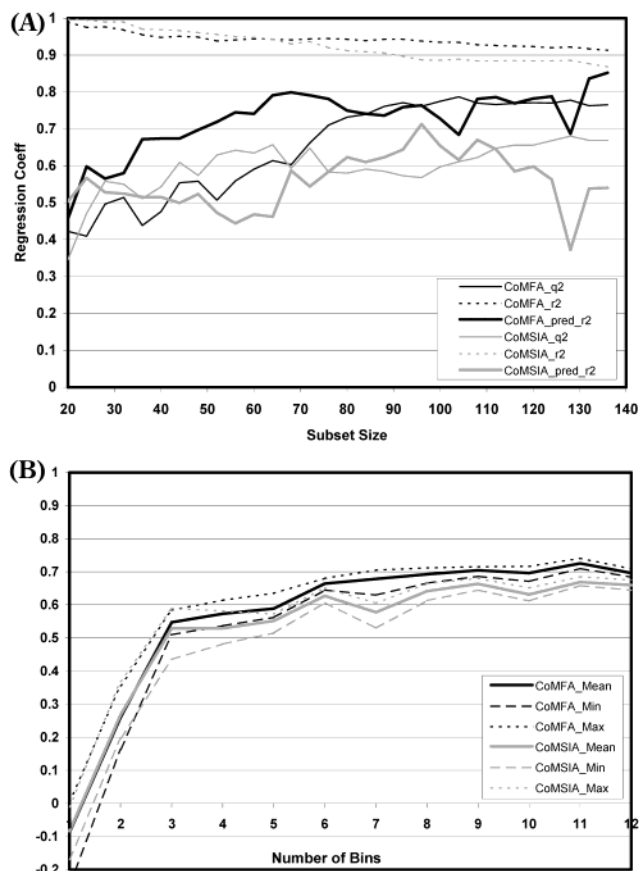 (A)
1
0.9
0.8
0.7
0.6
0.5
0.4
0.3
0.2
0.1
0
Regression Coeff
CoMFA_q2
CoMFA_r2
CoMFA_pred_r2
CoMSIA_q2
CoMSIA_r2
CoMSIA_pred_r2
20 30 40 50 60 70 80 90 100 110 120 130 140
Subset Size
(B)
1
0.9
0.8
0.7
0.6
0.5
0.4
0.3
0.2
0.1
0
-0.1
-0.2
CoMFA_Mean
CoMFA_Min
CoMFA_Max
CoMSIA_Mean
CoMSIA_Min
CoMSIA_Max
1 2 3 4 5 6 7 8 9 10 11 12
Number of Bins